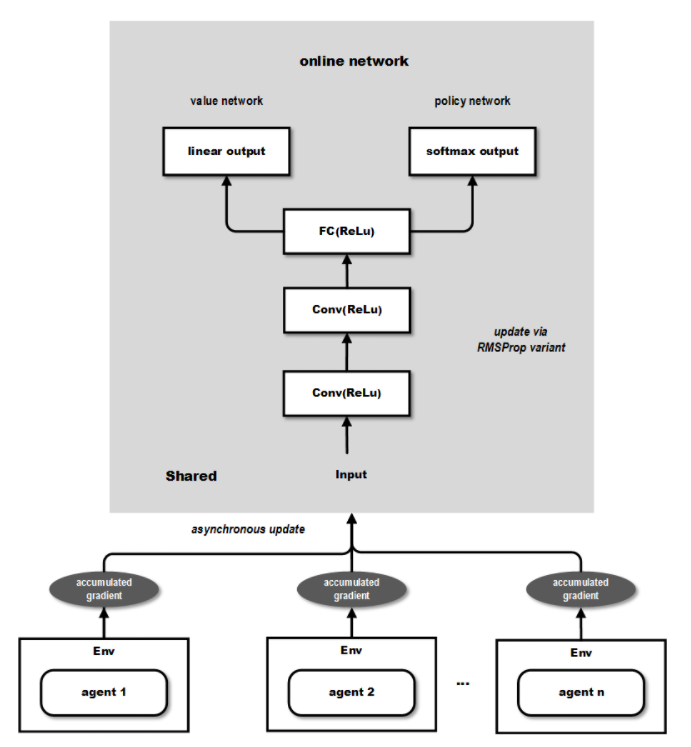 online network
value network
policy network
linear output
softmax output
FC(ReLu)
Conv(ReLu)
update via
RMSProp variant
Conv(ReLu)
Shared
Input
asynchronous update
accumulated
gradient
accumulated
gradient
accumulated
gradient
Env
agent 1
Env
agent 2
...
Env
agent n